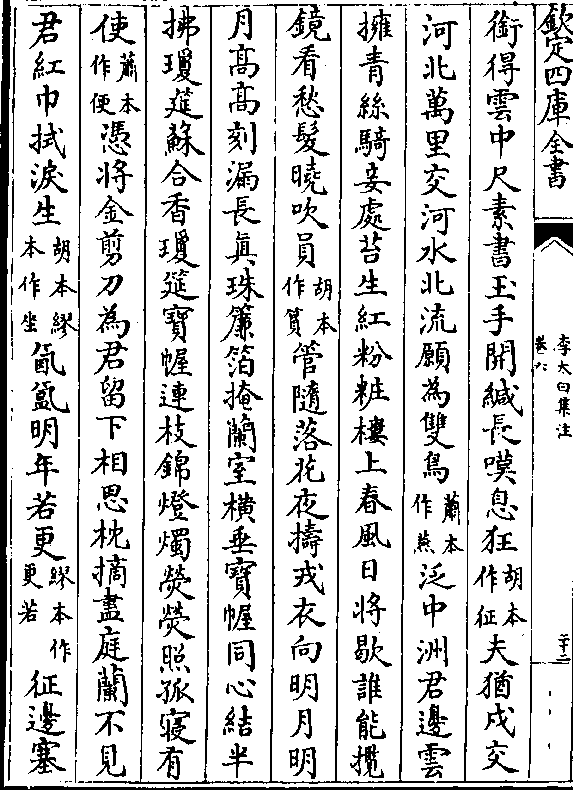 欽定四庫全書
李太白集注
卷六
二十二
銜得雲中尺素書玉手開緘長嘆息狂胡本作征夫猶戍交
河北萬里交河水北流願為雙鳥蕭本作燕泛中洲君邊雲
擁青絲騎妾處苔生紅粉粧樓上春風日將歇誰能攬
鏡看愁髮曉吹員胡本作篔管隨落花夜擣戎衣向明月明
月髙髙刻漏長真珠簾箔掩蘭室横垂寶幄同心結半
拂瓊筵蘇合香瓊筵寶幄連枝錦燈燭熒熒照孤寢有
使蕭本作便憑將金剪刀為君留下相思枕摘盡庭蘭不見
君紅巾拭淚生胡本繆本作坐氤氲明年若更繆本作更若征邊塞